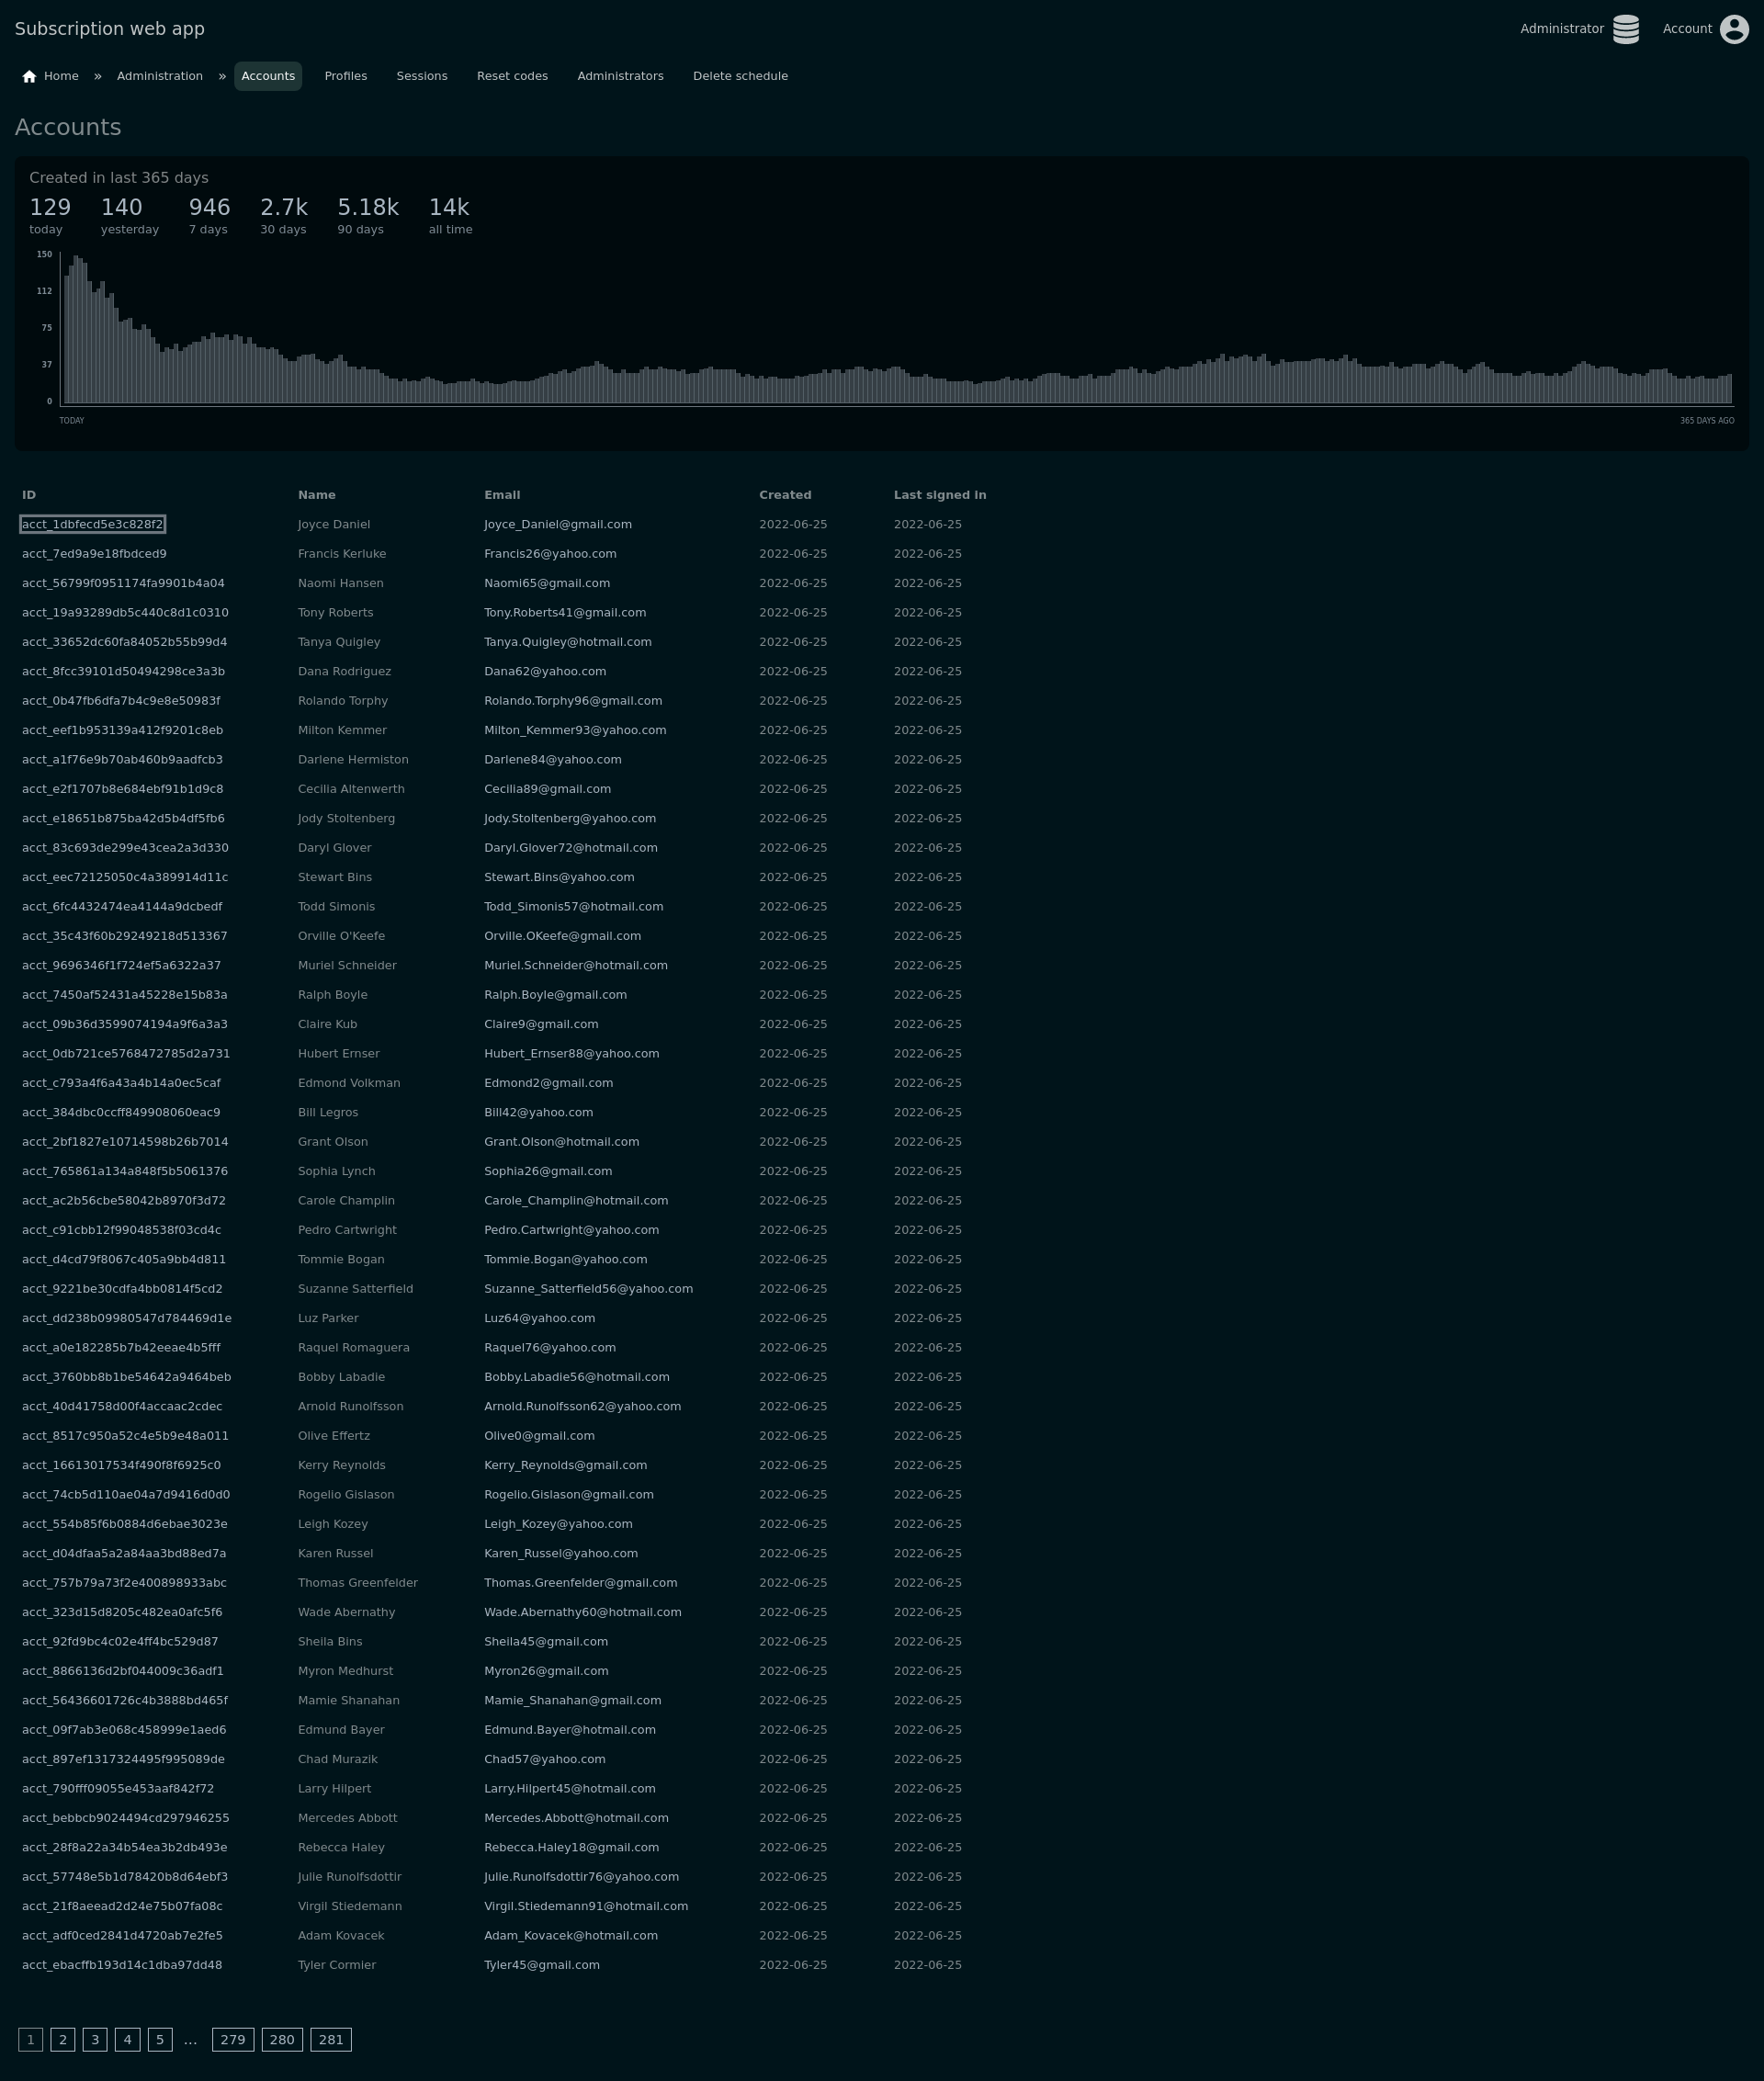 Subscription web app
Administrator Account
Home » Administration » Accounts Profiles Sessions Reset codes Administrators Delete schedule
Accounts
Created in last 365 days
129 140 946 2.7k 5.18k 14k
today yesterday 7 days 30 days 90 days all time
150
112
75
37
0
TODAY 365 DAYS AGO
ID Name Email Created Last signed in
acct_1dbfecd5e3c828f2 Joyce Daniel Joyce_Daniel@gmail.com 2022-06-25 2022-06-25
acct_7ed9a9e18fbdced9 Francis Kerluke Francis26@yahoo.com 2022-06-25 2022-06-25
acct_56799f0951174fa9901b4a04 Naomi Hansen Naomi65@gmail.com 2022-06-25 2022-06-25
acct_19a93289db5c440c8d1c0310 Tony Roberts Tony.Roberts41@gmail.com 2022-06-25 2022-06-25
acct_33652dc60fa84052b55b99d4 Tanya Quigley Tanya.Quigley@hotmail.com 2022-06-25 2022-06-25
acct_8fcc39101d50494298ce3a3b Dana Rodriguez Dana62@yahoo.com 2022-06-25 2022-06-25
acct_0b47fb6dfa7b4c9e8e50983f Rolando Torphy Rolando.Torphy96@gmail.com 2022-06-25 2022-06-25
acct_eef1b953139a412f9201c8eb Milton Kemmer Milton_Kemmer93@yahoo.com 2022-06-25 2022-06-25
acct_a1f76e9b70ab460b9aadfcb3 Darlene Hermiston Darlene84@yahoo.com 2022-06-25 2022-06-25
acct_e2f1707b8e684ebf91b1d9c8 Cecilia Altenwerth Cecilia89@gmail.com 2022-06-25 2022-06-25
acct_e18651b875ba42d5b4df5fb6 Jody Stoltenberg Jody.Stoltenberg@yahoo.com 2022-06-25 2022-06-25
acct_83c693de299e43cea2a3d330 Daryl Glover Daryl.Glover72@hotmail.com 2022-06-25 2022-06-25
acct_eec72125050c4a389914d11c Stewart Bins Stewart.Bins@yahoo.com 2022-06-25 2022-06-25
acct_6fc4432474ea4144a9dcbedf Todd Simonis Todd_Simonis57@hotmail.com 2022-06-25 2022-06-25
acct_35c43f60b29249218d513367 Orville O'Keefe Orville.OKeefe@gmail.com 2022-06-25 2022-06-25
acct_9696346f1f724ef5a6322a37 Muriel Schneider Muriel.Schneider@hotmail.com 2022-06-25 2022-06-25
acct_7450af52431a45228e15b83a Ralph Boyle Ralph.Boyle@gmail.com 2022-06-25 2022-06-25
acct_09b36d3599074194a9f6a3a3 Claire Kub Claire9@gmail.com 2022-06-25 2022-06-25
acct_0db721ce5768472785d2a731 Hubert Ernser Hubert_Ernser88@yahoo.com 2022-06-25 2022-06-25
acct_c793a4f6a43a4b14a0ec5caf Edmond Volkman Edmond2@gmail.com 2022-06-25 2022-06-25
acct_384dbc0ccff849908060eac9 Bill Legros Bill42@yahoo.com 2022-06-25 2022-06-25
acct_2bf1827e10714598b26b7014 Grant Olson Grant.Olson@hotmail.com 2022-06-25 2022-06-25
acct_765861a134a848f5b5061376 Sophia Lynch Sophia26@gmail.com 2022-06-25 2022-06-25
acct_ac2b56cbe58042b8970f3d72 Carole Champlin Carole_Champlin@hotmail.com 2022-06-25 2022-06-25
acct_c91cbb12f99048538f03cd4c Pedro Cartwright Pedro.Cartwright@yahoo.com 2022-06-25 2022-06-25
acct_d4cd79f8067c405a9bb4d811 Tommie Bogan Tommie.Bogan@yahoo.com 2022-06-25 2022-06-25
acct_9221be30cdfa4bb0814f5cd2 Suzanne Satterfield Suzanne_Satterfield56@yahoo.com 2022-06-25 2022-06-25
acct_dd238b09980547d784469d1e Luz Parker Luz64@yahoo.com 2022-06-25 2022-06-25
acct_a0e182285b7b42eeae4b5fff Raquel Romaguera Raquel76@yahoo.com 2022-06-25 2022-06-25
acct_3760bb8b1be54642a9464beb Bobby Labadie Bobby.Labadie56@hotmail.com 2022-06-25 2022-06-25
acct_40d41758d00f4accaac2cdec Arnold Runolfsson Arnold.Runolfsson62@yahoo.com 2022-06-25 2022-06-25
acct_8517c950a52c4e5b9e48a011 Olive Effertz Olive0@gmail.com 2022-06-25 2022-06-25
acct_16613017534f490f8f6925c0 Kerry Reynolds Kerry_Reynolds@gmail.com 2022-06-25 2022-06-25
acct_74cb5d110ae04a7d9416d0d0 Rogelio Gislason Rogelio.Gislason@gmail.com 2022-06-25 2022-06-25
acct_554b85f6b0884d6ebae3023e Leigh Kozey Leigh_Kozey@yahoo.com 2022-06-25 2022-06-25
acct_d04dfaa5a2a84aa3bd88ed7a Karen Russel Karen_Russel@yahoo.com 2022-06-25 2022-06-25
acct_757b79a73f2e400898933abc Thomas Greenfelder Thomas.Greenfelder@gmail.com 2022-06-25 2022-06-25
acct_323d15d8205c482ea0afc5f6 Wade Abernathy Wade.Abernathy60@hotmail.com 2022-06-25 2022-06-25
acct_92fd9bc4c02e4ff4bc529d87 Sheila Bins Sheila45@gmail.com 2022-06-25 2022-06-25
acct_8866136d2bf044009c36adf1 Myron Medhurst Myron26@gmail.com 2022-06-25 2022-06-25
acct_56436601726c4b3888bd465f Mamie Shanahan Mamie_Shanahan@gmail.com 2022-06-25 2022-06-25
acct_09f7ab3e068c458999e1aed6 Edmund Bayer Edmund.Bayer@hotmail.com 2022-06-25 2022-06-25
acct_897ef1317324495f995089de Chad Murazik Chad57@yahoo.com 2022-06-25 2022-06-25
acct_790fff09055e453aaf842f72 Larry Hilpert Larry.Hilpert45@hotmail.com 2022-06-25 2022-06-25
acct_bebbcb9024494cd297946255 Mercedes Abbott Mercedes.Abbott@hotmail.com 2022-06-25 2022-06-25
acct_28f8a22a34b54ea3b2db493e Rebecca Haley Rebecca.Haley18@gmail.com 2022-06-25 2022-06-25
acct_57748e5b1d78420b8d64ebf3 Julie Runolfsdottir Julie.Runolfsdottir76@yahoo.com 2022-06-25 2022-06-25
acct_21f8aeead2d24e75b07fa08c Virgil Stiedemann Virgil.Stiedemann91@hotmail.com 2022-06-25 2022-06-25
acct_adf0ced2841d4720ab7e2fe5 Adam Kovacek Adam_Kovacek@hotmail.com 2022-06-25 2022-06-25
acct_ebacffb193d14c1dba97dd48 Tyler Cormier Tyler45@gmail.com 2022-06-25 2022-06-25
1 2 3 4 5 ... 279 280 281